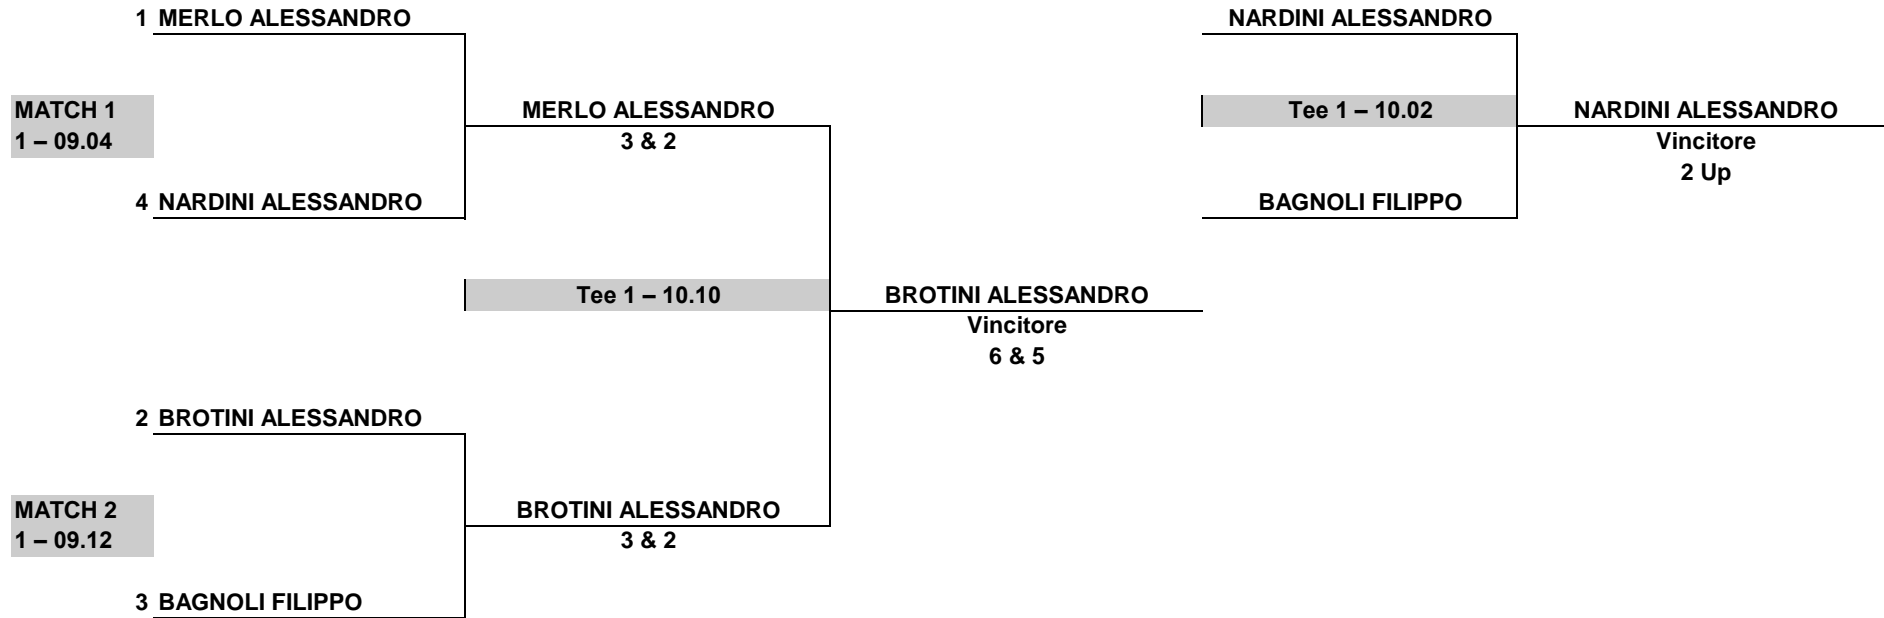 1 MERLO ALESSANDRO
NARDINI ALESSANDRO
MATCH 1
1 – 09.04
MERLO ALESSANDRO
3 & 2
Tee 1 – 10.02
NARDINI ALESSANDRO
Vincitore
2 Up
4 NARDINI ALESSANDRO
BAGNOLI FILIPPO
Tee 1 – 10.10
BROTINI ALESSANDRO
Vincitore
6 & 5
2 BROTINI ALESSANDRO
MATCH 2
1 – 09.12
BROTINI ALESSANDRO
3 & 2
3 BAGNOLI FILIPPO